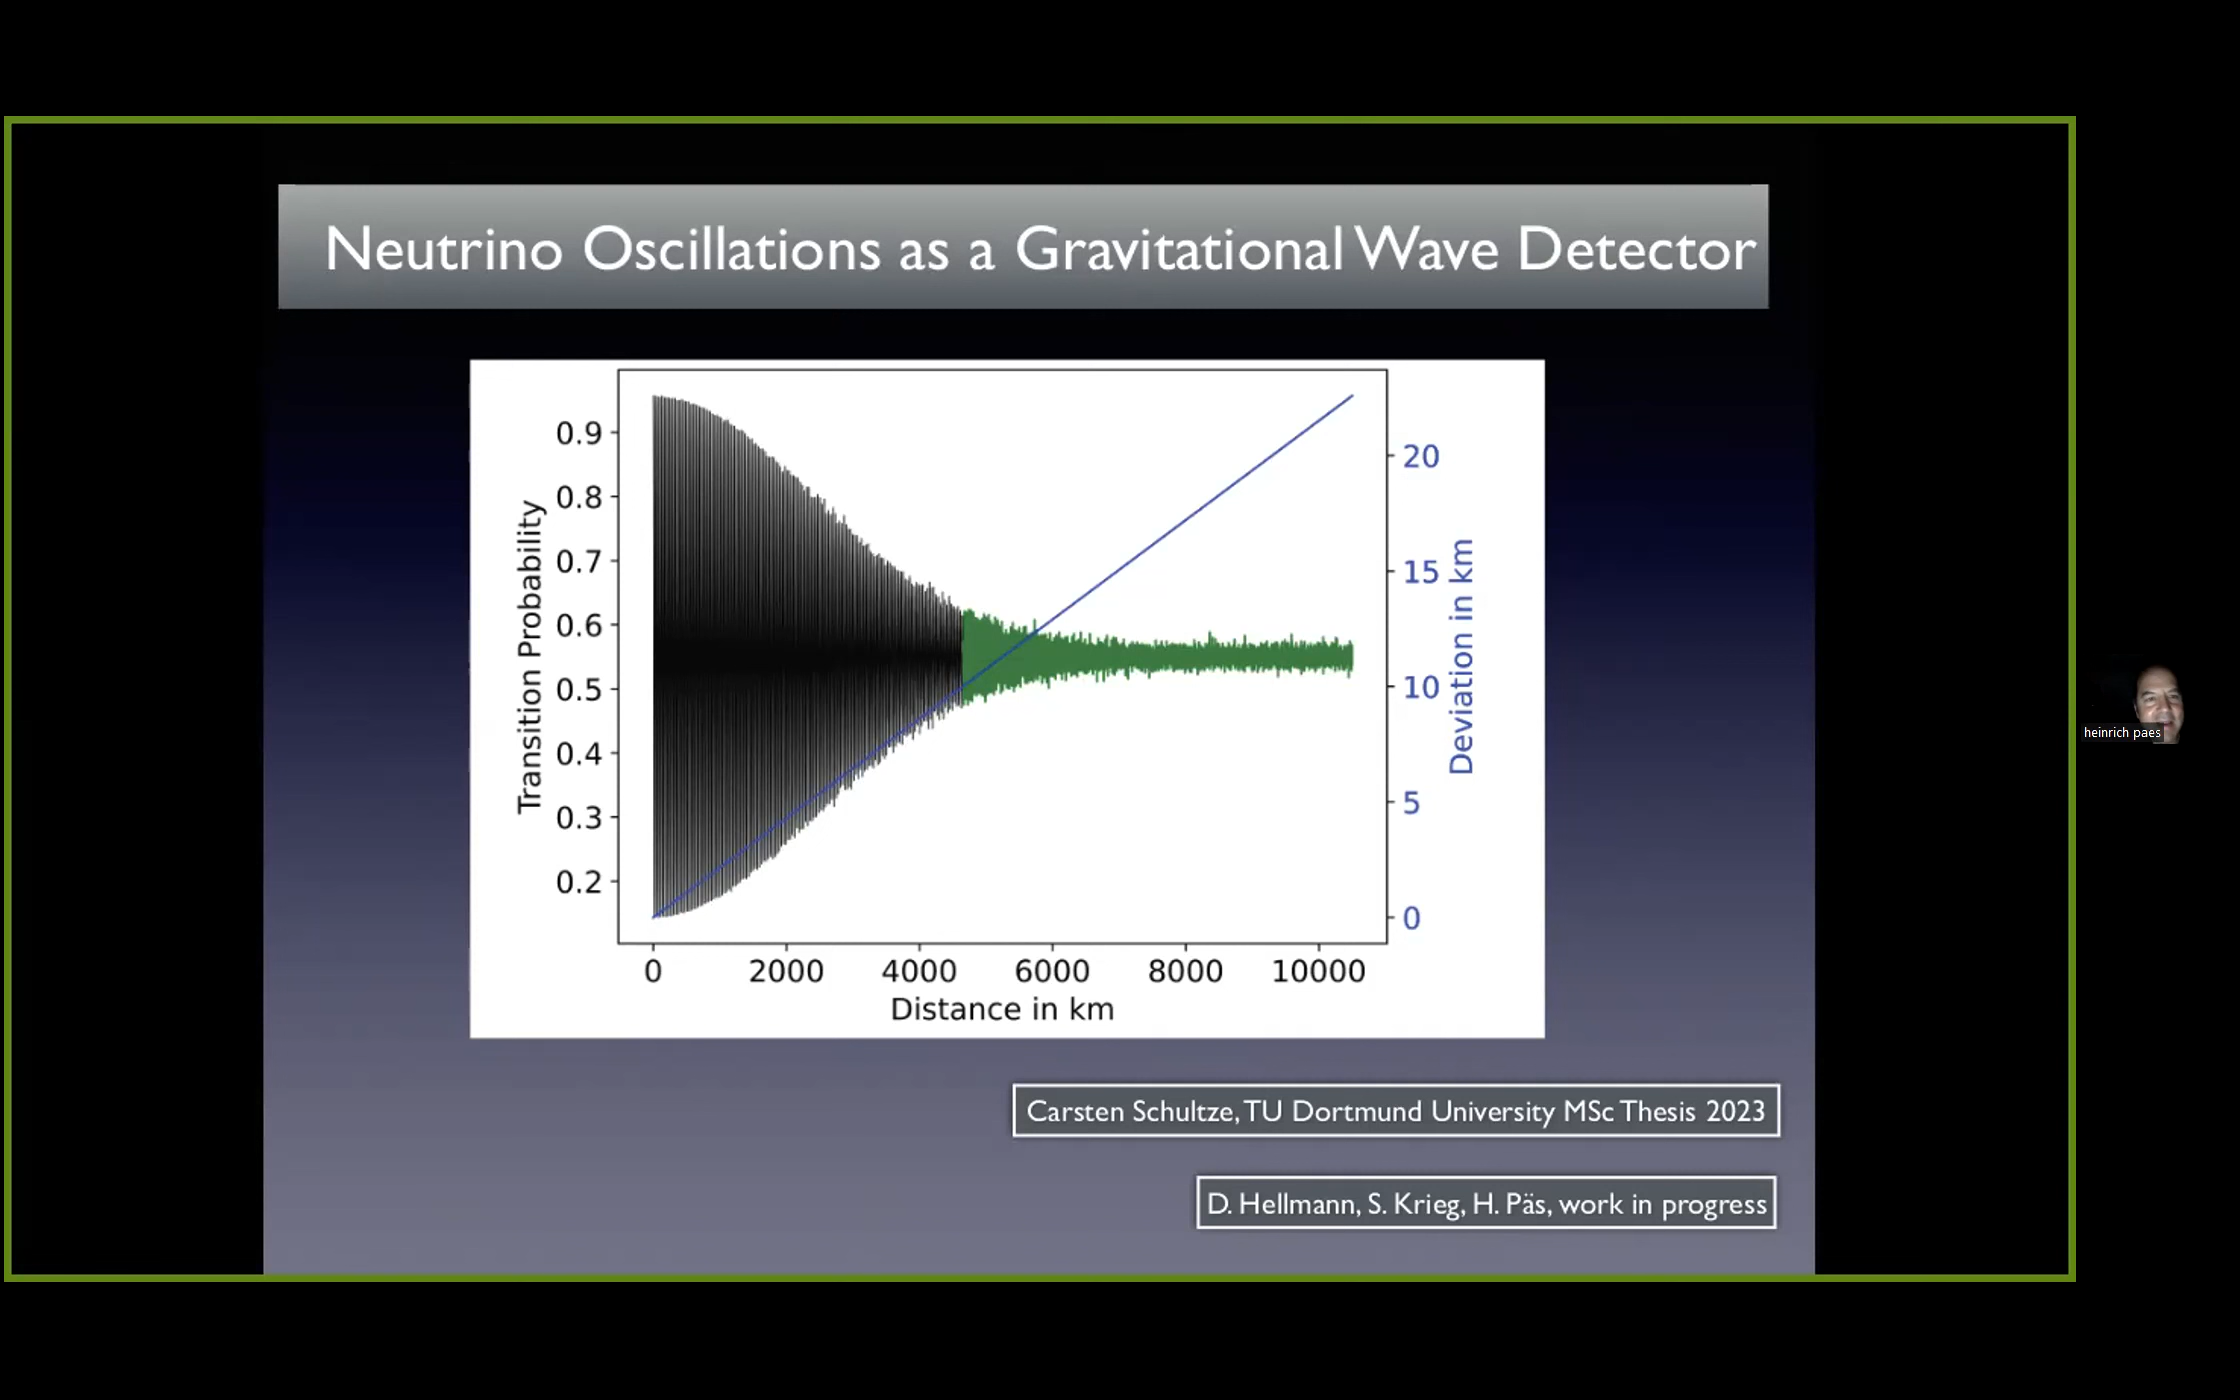 Neutrino Oscillations as a Gravitational Wave Detector
Transition Probability
0.9
0.8
0.7
0.6
0.5
0.4
0.3
0.2
20
15
10
5
0
Deviation in km
0 2000 4000 6000 8000 10000
Distance in km
heinrich paes
Carsten Schultze, TU Dortmund University MSc Thesis 2023
D. Hellmann, S. Krieg, H. Päs, work in progress